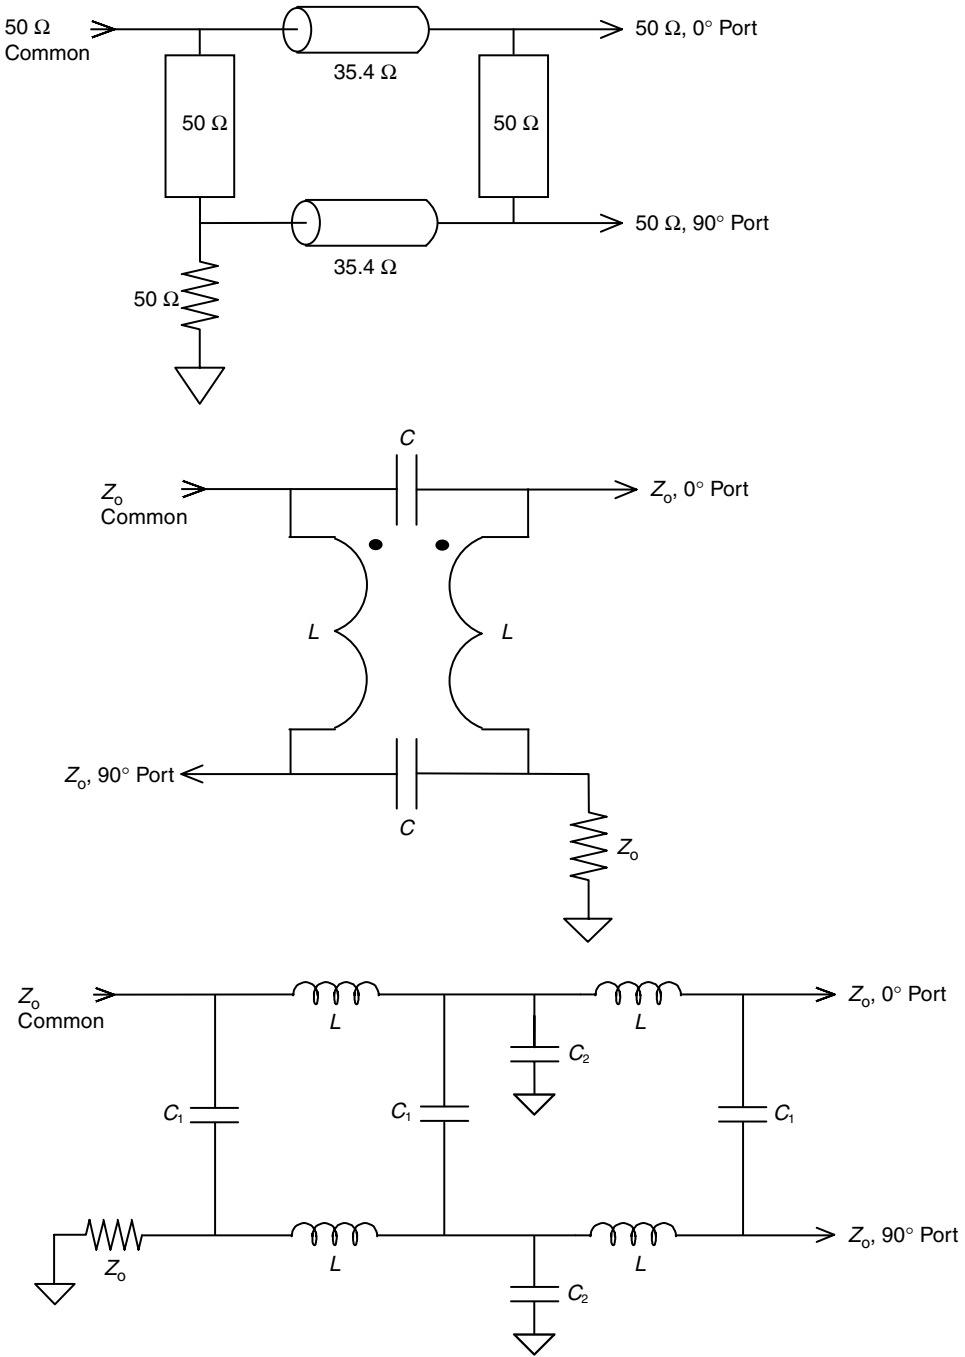 50 Ω
Common
50 Ω, 0° Port
35.4 Ω
50 Ω
50 Ω
50 Ω, 90° Port
35.4 Ω
50 Ω
C
Zo
Common
Zo, 0° Port
L
L
Zo, 90° Port
C
Zo
Zo
Common
Zo, 0° Port
L
L
C2
C1
C1
C1
Zo, 90° Port
Zo
L
L
C2